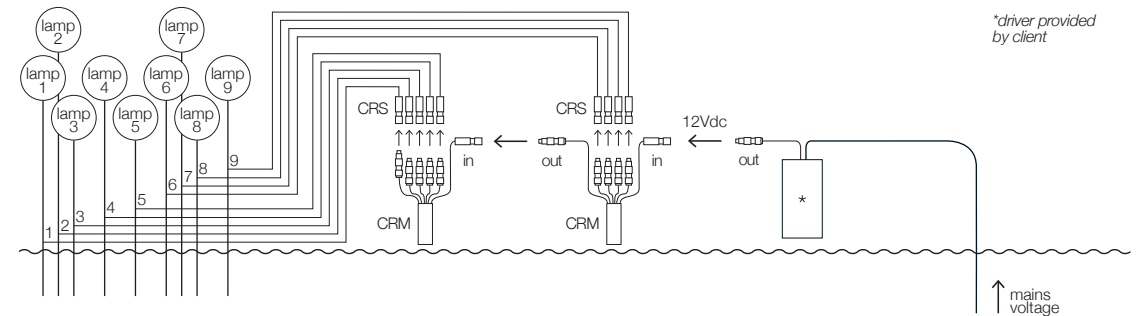 lamp
2
lamp
7
lamp
1
lamp
4
lamp
6
lamp
9
lamp
3
lamp
5
lamp
8
*driver provided
by client
CRS
CRS
12Vdc
in
out
in
out
9
8
7
6
5
4
3
2
1
CRM
CRM
*
mains
voltage